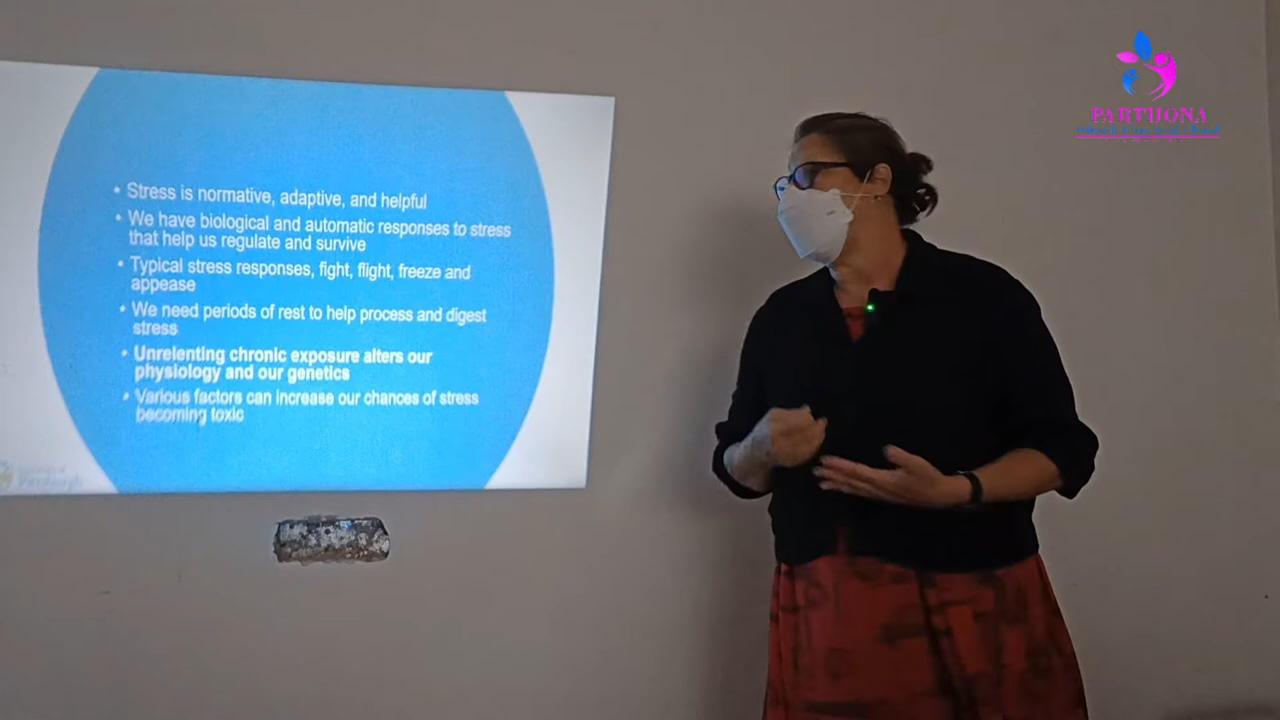 • Stress is normative, adaptive, and helpful
• We have biological and automatic responses to stress
that help us regulate and survive
• Typical stress responses, fight, flight, freeze and
appease
• We need periods of rest to help process and digest
stress
• Unrelenting chronic exposure alters our
physiology and our genetics
• Various factors can increase our chances of stress
becoming toxic
PARTHONA